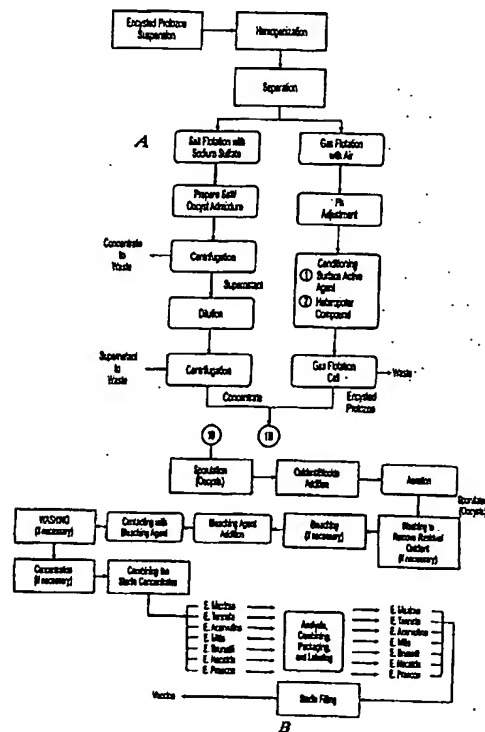 Encysted Protozoa
Suspension
Homogenization
Separation
A
Salt Flotation with
Sodium Sulfate
Gas Flotation
with Air
Prepare Salt/
Oocyst Admixture
Adjustment
Concentrate
to
Waste
Centrifugation
Conditioning
1 Surface Active
Agent
2 Heteropolar
Compound
Supernatant
Dilution
Supernatant
to
Waste
Centrifugation
Gas Flotation
Cell
Waste
Concentrate
Encysted
Protozoa
Sporulation
(Oocysts)
Oxidant/Biocide
Addition
Aeration
Sporulated
(Oocysts)
WASHING
(if necessary)
Contacting with
Bleaching Agent
Bleaching Agent
Addition
Bleaching
(if necessary)
Washing to
Remove Residual
Oxidant
(if necessary)
Concentration
(if necessary)
Combining the
Sterile Concentrates
E. Maxima
E. Tenella
E. Acervulina
E. Mitis
E. Brunetti
E. Necatrix
E. Praecox
Analysis,
Combining,
Packaging,
and Labeling
E. Maxima
E. Tenella
E. Acervulina
E. Mitis
E. Brunetti
E. Necatrix
E. Praecox
Vaccine
Sterile Filling
B